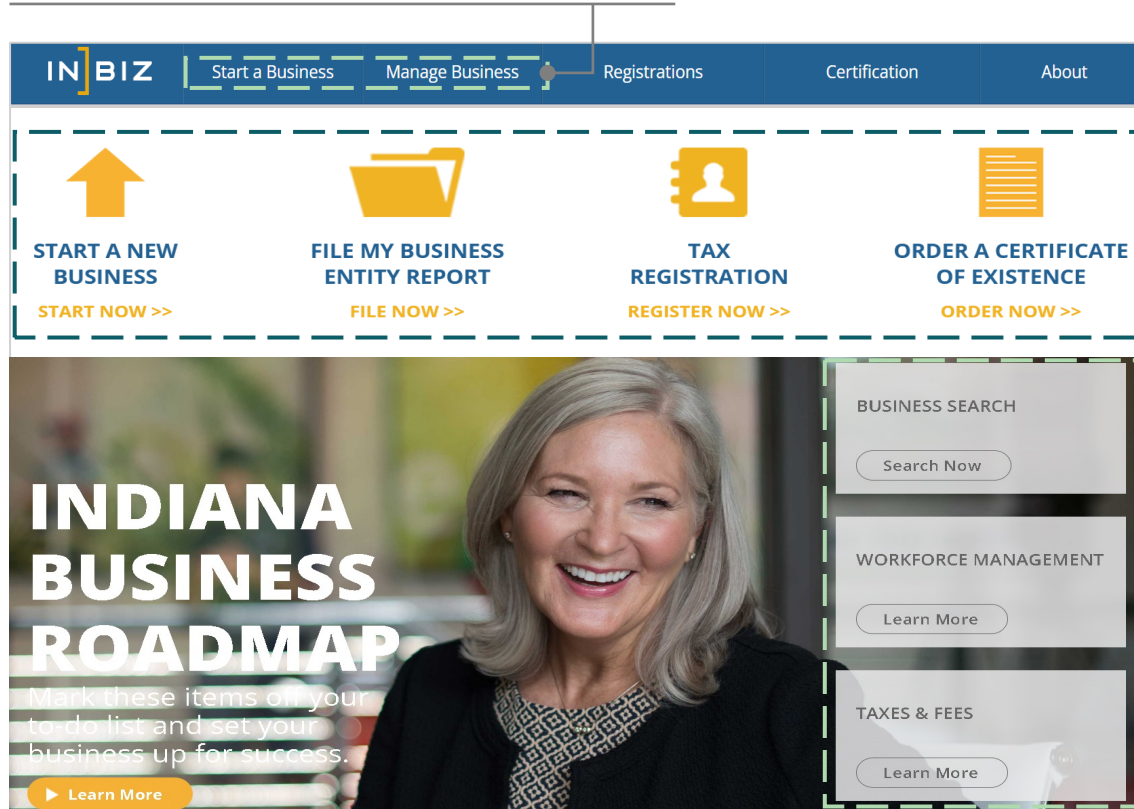 IN]BIZ Start a Business Manage Business Registrations Certification About
START A NEW
BUSINESS
START NOW >>
FILE MY BUSINESS
ENTITY REPORT
FILE NOW >>
TAX
REGISTRATION
REGISTER NOW >>
ORDER A CERTIFICATE
OF EXISTENCE
ORDER NOW >>
INDIANA
BUSINESS
ROADMAP
Mark these items off your
to-do list and set your
business up for success.
Learn More
BUSINESS SEARCH
Search Now
WORKFORCE MANAGEMENT
Learn More
TAXES & FEES
Learn More